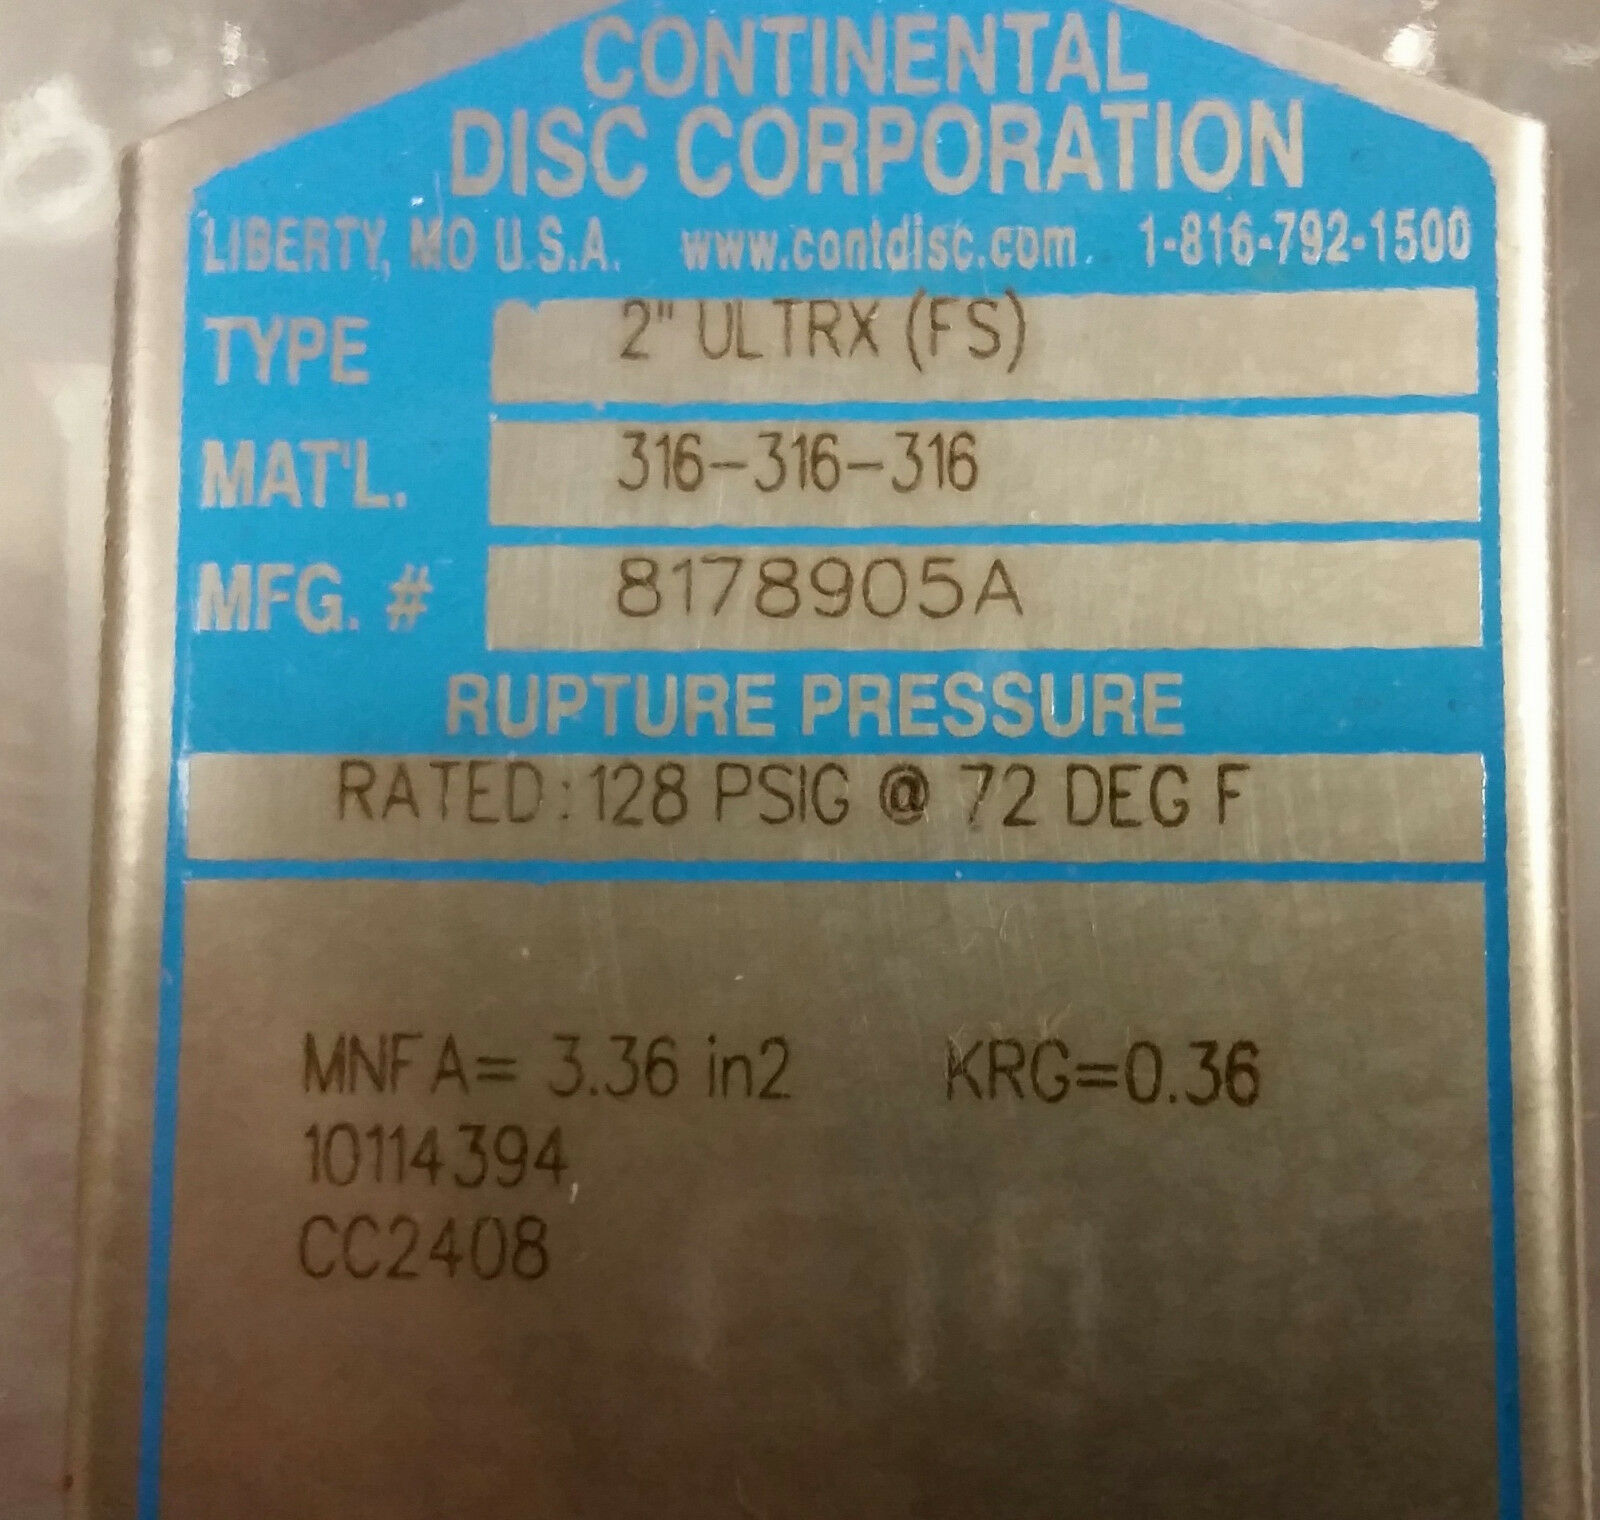 CONTINENTAL
DISC CORPORATION
LIBERTY, MO U.S.A. www.contdisc.com 1-816-792-1500
TYPE 2" ULTRX (FS)
MAT'L. 316-316-316
MFG. # 8178905A
RUPTURE PRESSURE
RATED: 128 PSIG @ 72 DEG F
MNFA= 3.36 in2 KRG=0.36
10114394
CC2408